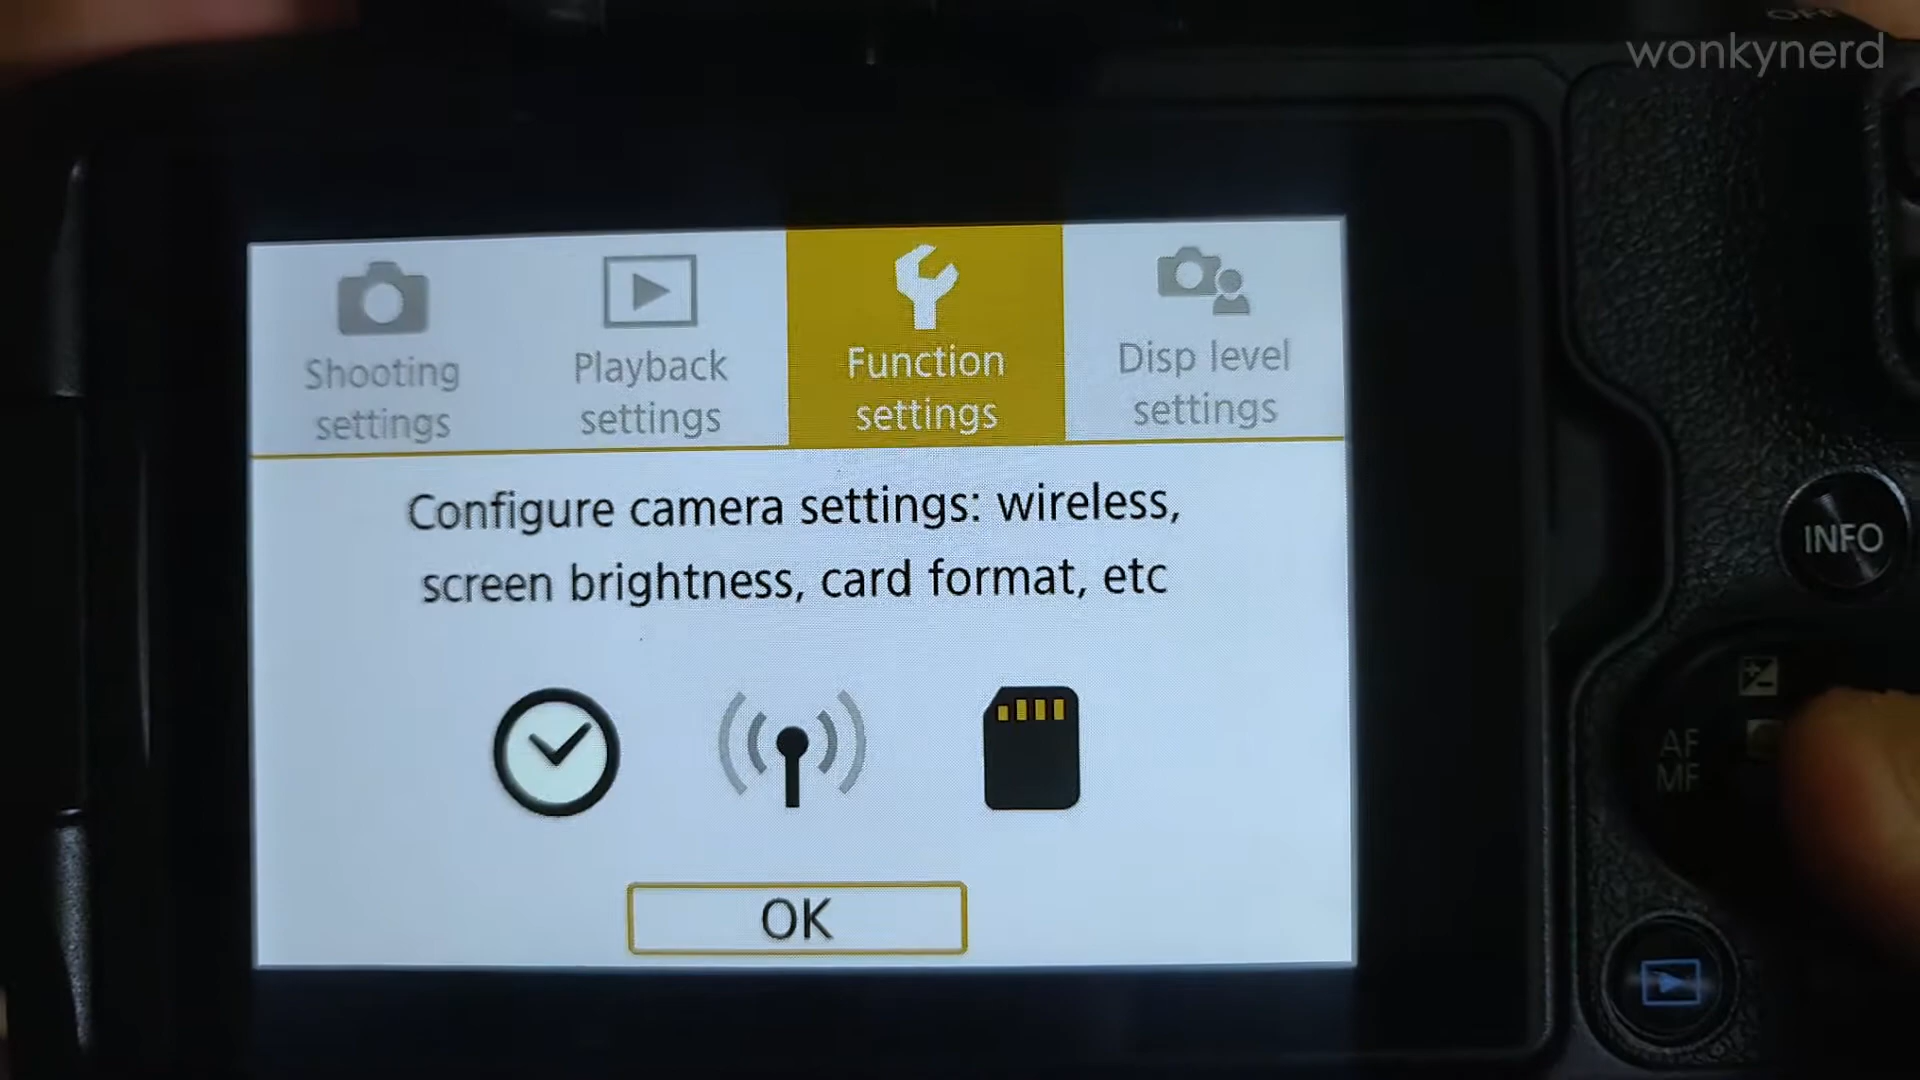 OFF
wonkynerd
Shooting
settings
Playback
settings
Function
settings
Disp level
settings
Configure camera settings: wireless,
screen brightness, card format, etc
OK
INFO
AF
MF